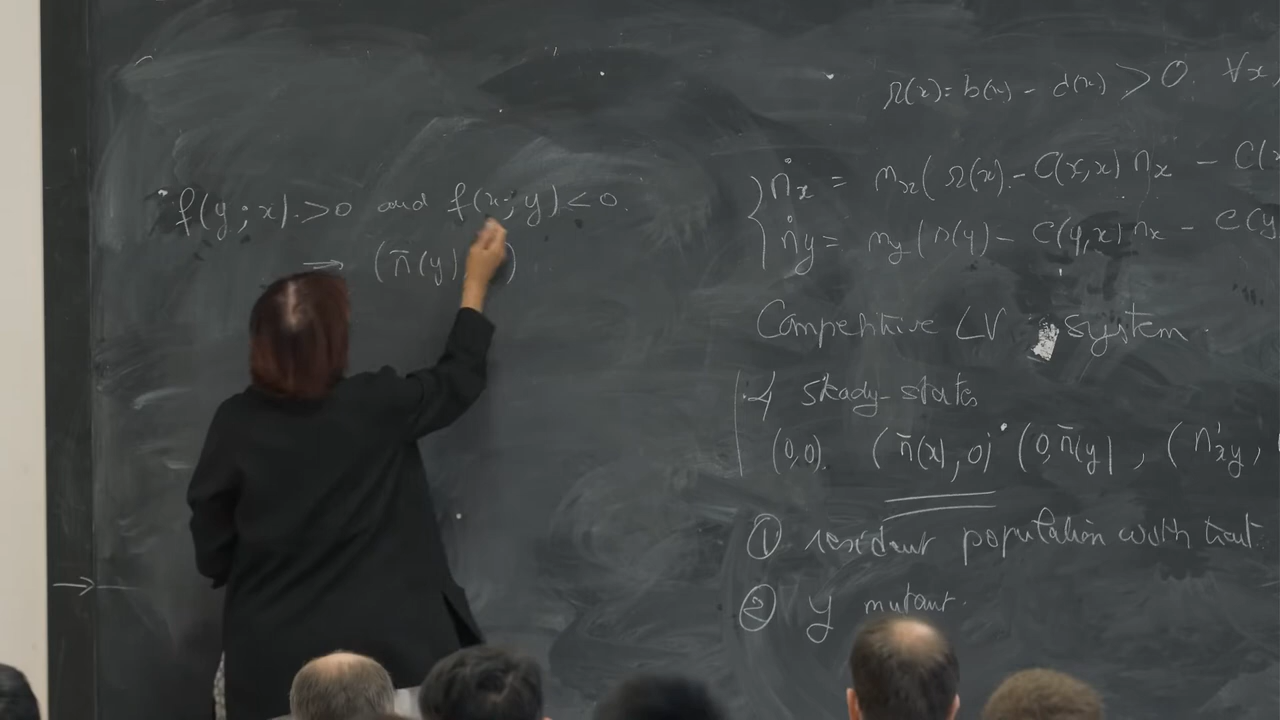 f(y;x)>0 and f(x;y)<0.
→ (n̄(y)
r(x)=b(x)-d(x)>0. ∀x,
ṅx = nx(r(x)-C(x,x)nx - C(x
ṅy = ny(r(y)-C(y,x)nx - C(y
Competitive LV system.
4 steady-states
(0,0). (n̄(x),0) (0,n̄(y)), (n*xy,
① resident population with trait
② y mutant.
→